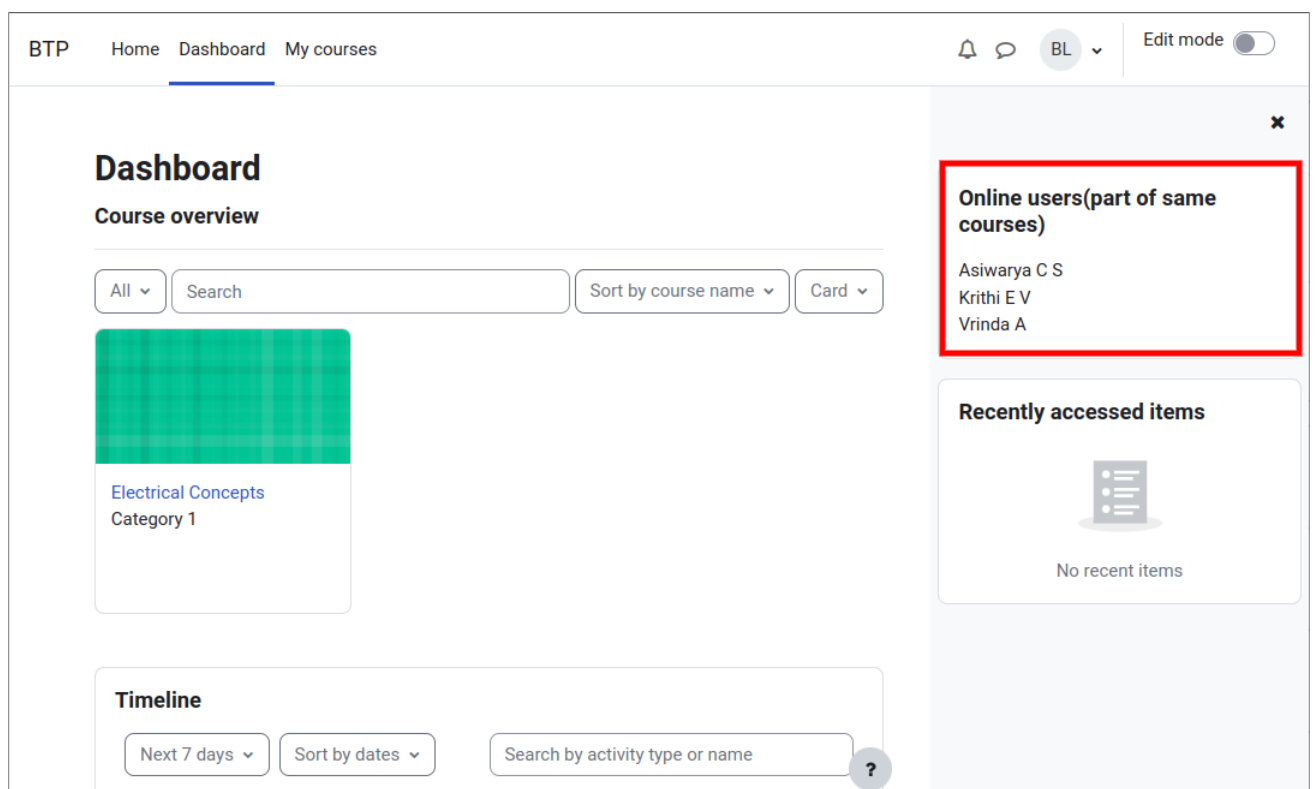 BTP Home Dashboard My courses BL Edit mode
Dashboard
Course overview
All Search Sort by course name Card
Electrical Concepts
Category 1
Timeline
Next 7 days Sort by dates Search by activity type or name
?
Online users(part of same
courses)
Asiwarya C S
Krithi E V
Vrinda A
Recently accessed items
No recent items